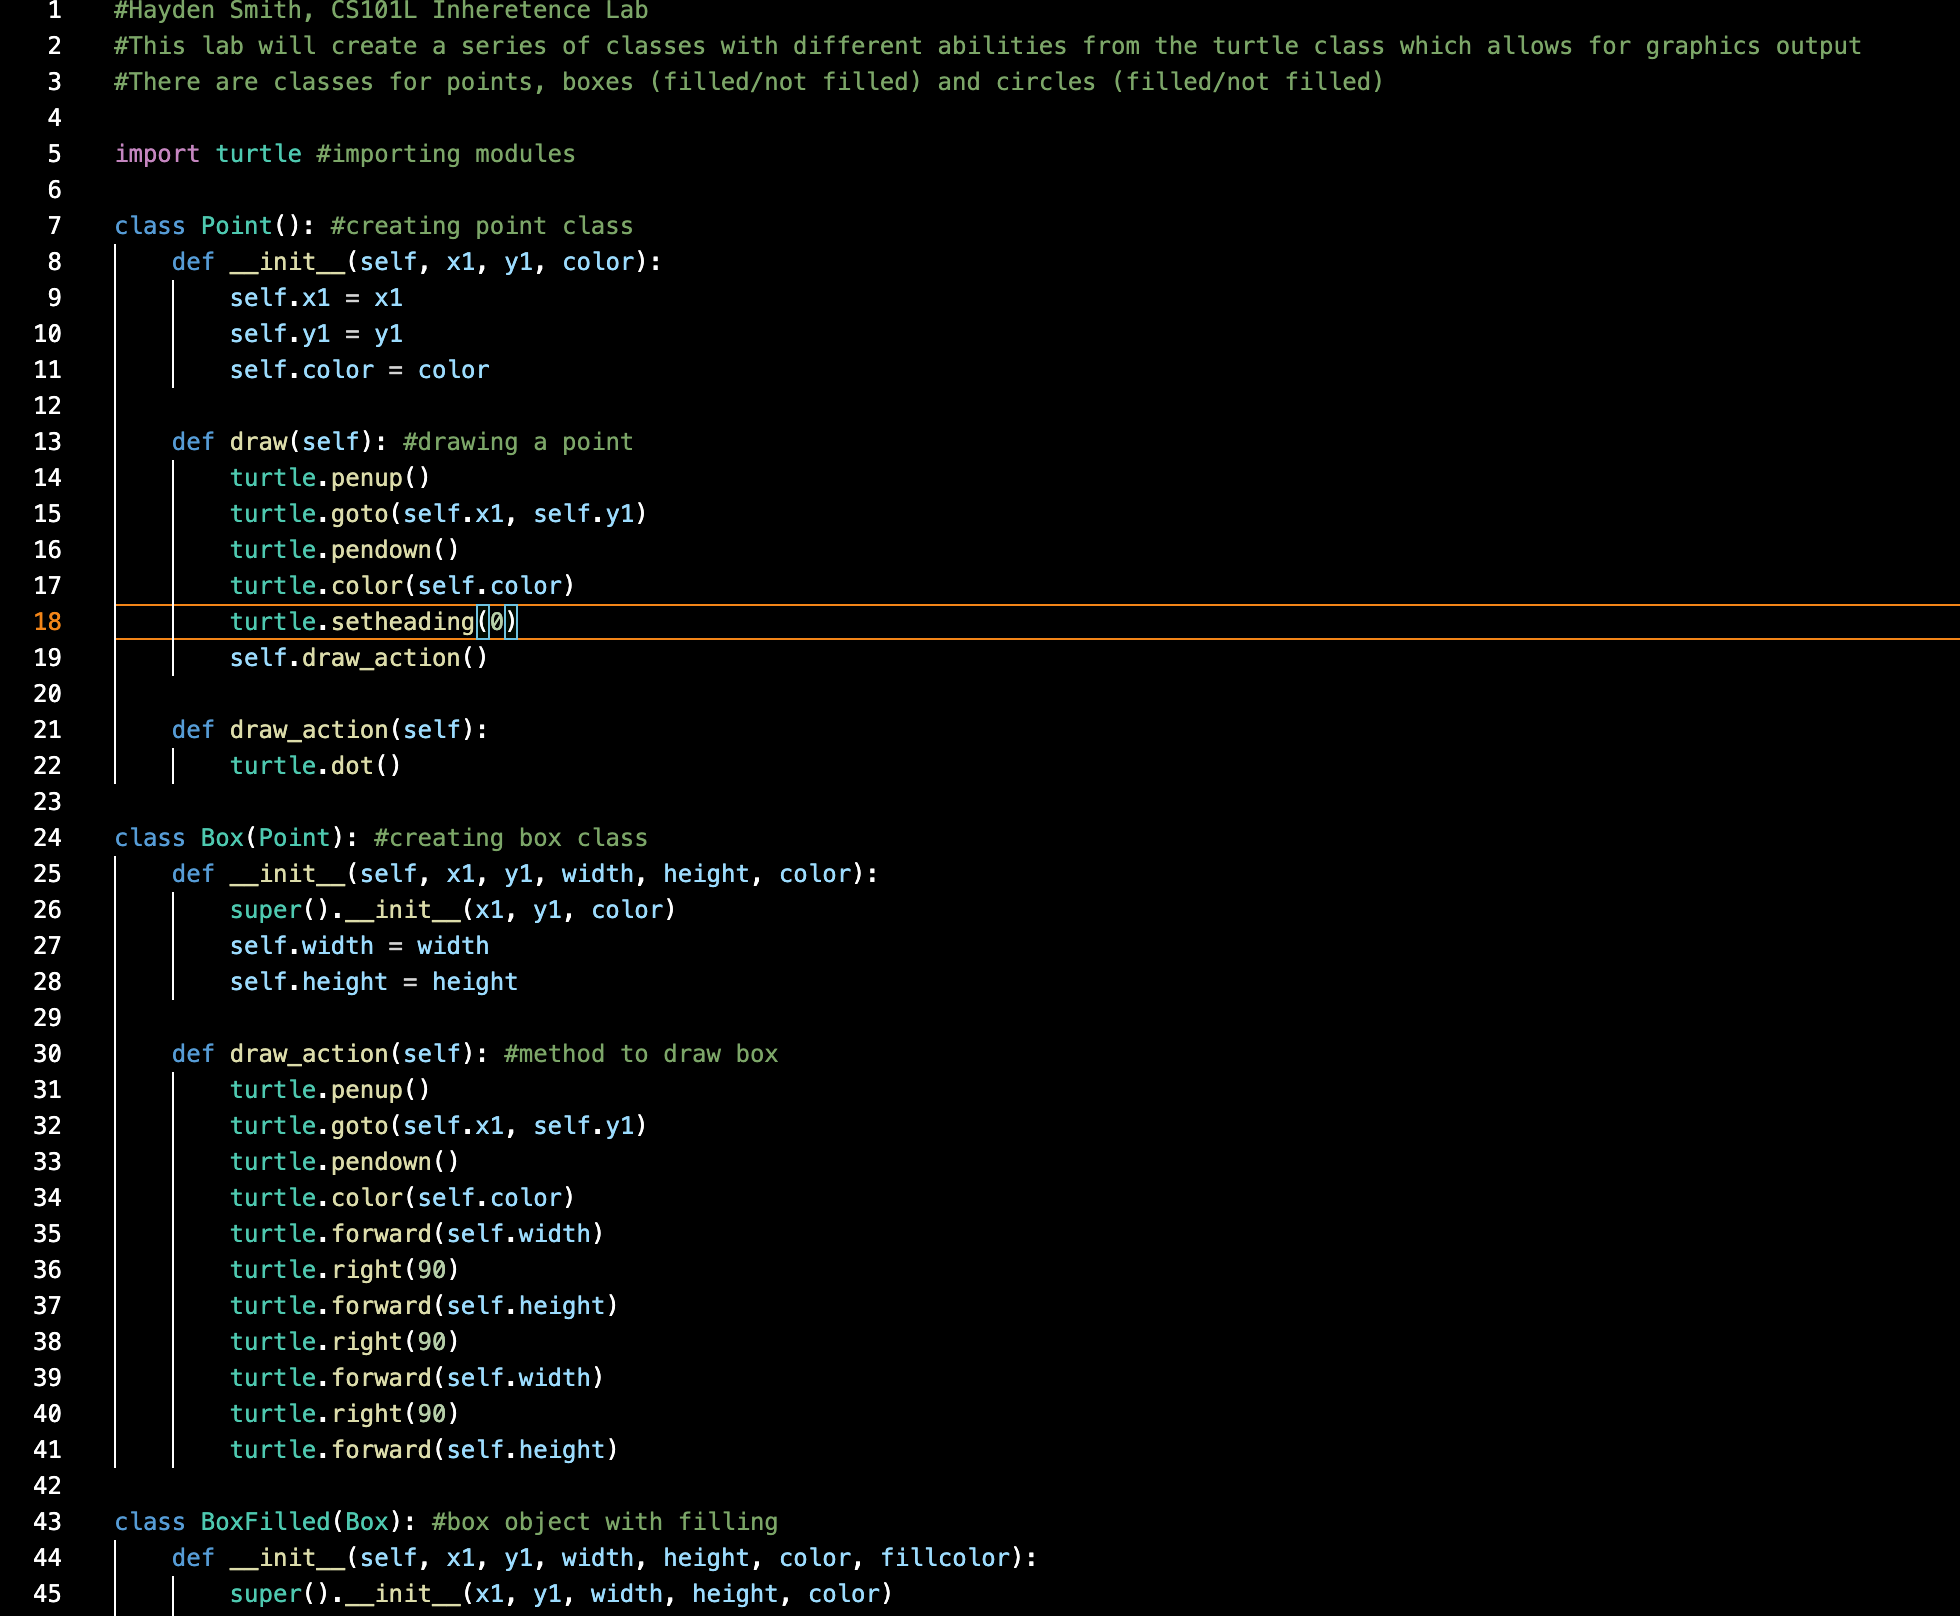 1 #Hayden Smith, CS101L Inheretence Lab
2 #This lab will create a series of classes with different abilities from the turtle class which allows for graphics output
3 #There are classes for points, boxes (filled/not filled) and circles (filled/not filled)
4
5 import turtle #importing modules
6
7 class Point(): #creating point class
8     def __init__(self, x1, y1, color):
9         self.x1 = x1
10         self.y1 = y1
11         self.color = color
12
13     def draw(self): #drawing a point
14         turtle.penup()
15         turtle.goto(self.x1, self.y1)
16         turtle.pendown()
17         turtle.color(self.color)
18         turtle.setheading(0)
19         self.draw_action()
20
21     def draw_action(self):
22         turtle.dot()
23
24 class Box(Point): #creating box class
25     def __init__(self, x1, y1, width, height, color):
26         super().__init__(x1, y1, color)
27         self.width = width
28         self.height = height
29
30     def draw_action(self): #method to draw box
31         turtle.penup()
32         turtle.goto(self.x1, self.y1)
33         turtle.pendown()
34         turtle.color(self.color)
35         turtle.forward(self.width)
36         turtle.right(90)
37         turtle.forward(self.height)
38         turtle.right(90)
39         turtle.forward(self.width)
40         turtle.right(90)
41         turtle.forward(self.height)
42
43 class BoxFilled(Box): #box object with filling
44     def __init__(self, x1, y1, width, height, color, fillcolor):
45         super().__init__(x1, y1, width, height, color)